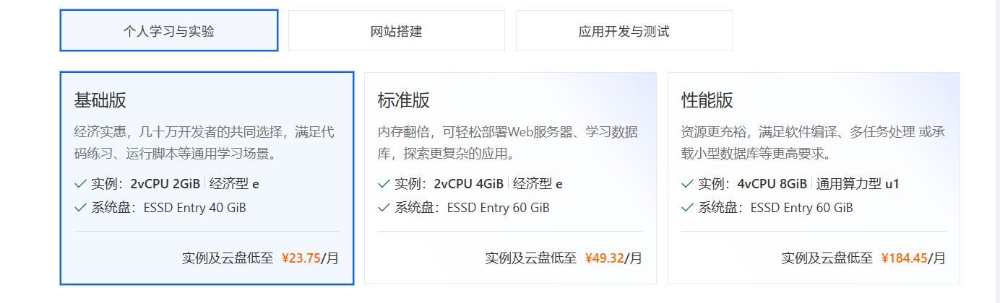 个人学习与实验
网站搭建
应用开发与测试
基础版
经济实惠，几十万开发者的共同选择，满足代
码练习、运行脚本等通用学习场景。
实例：2vCPU 2GiB 经济型 e
系统盘：ESSD Entry 40 GiB
实例及云盘低至 ¥23.75/月
标准版
内存翻倍，可轻松部署Web服务器、学习数据
库，探索更复杂的应用。
实例：2vCPU 4GiB 经济型 e
系统盘：ESSD Entry 60 GiB
实例及云盘低至 ¥49.32/月
性能版
资源更充裕，满足软件编译、多任务处理 或承
载小型数据库等更高要求。
实例：4vCPU 8GiB 通用算力型 u1
系统盘：ESSD Entry 60 GiB
实例及云盘低至 ¥184.45/月